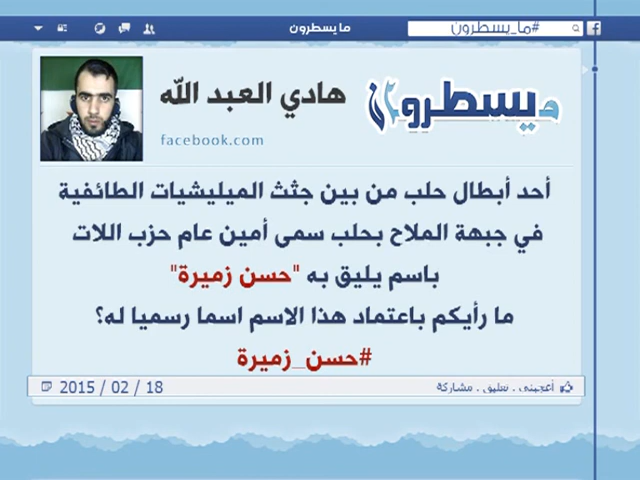 ما يسطرون
#ما_يسطرون
ما يسطرون
هادي العبد الله
facebook.com
أحد أبطال حلب من بين جثث الميليشيات الطائفية
في جبهة الملاح بحلب سمى أمين عام حزب اللات
باسم يليق به "حسن زميرة"
ما رأيكم باعتماد هذا الاسم اسما رسميا له؟
#حسن_زميرة
أعجبني . تعليق . مشاركة
2015 / 02 / 18